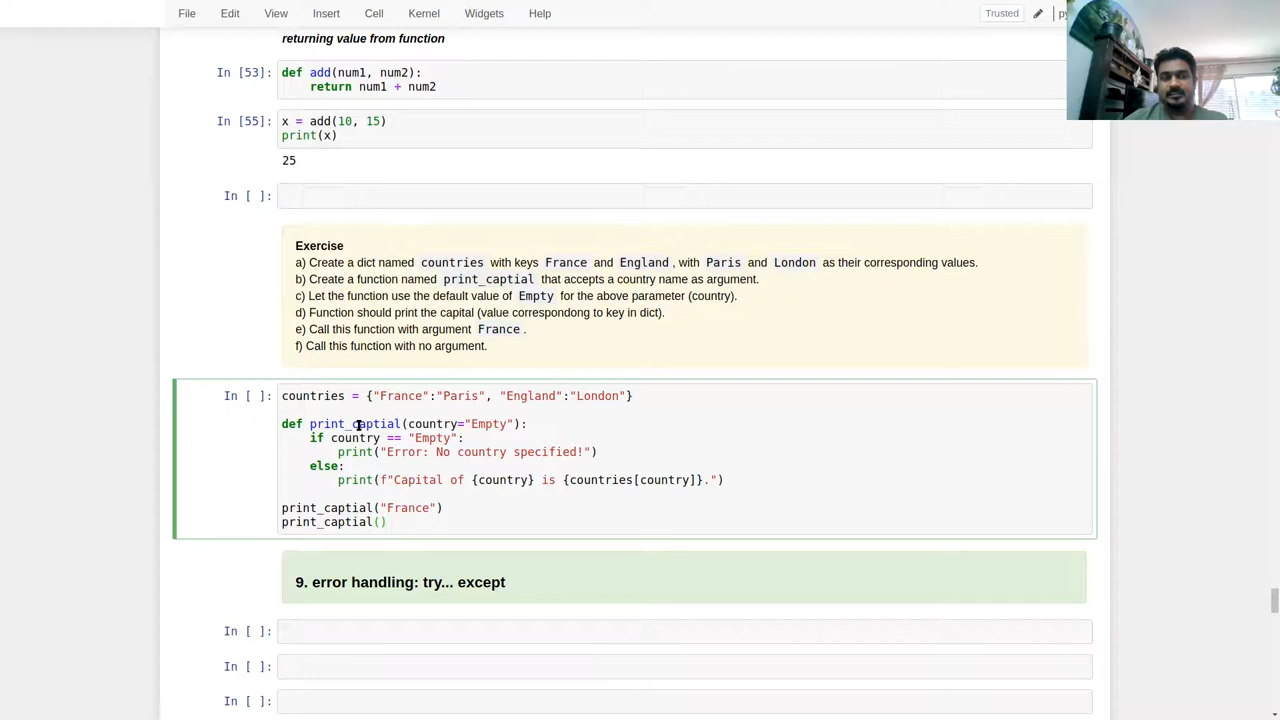 File Edit View Insert Cell Kernel Widgets Help Trusted
returning value from function
In [53]: def add(num1, num2):
return num1 + num2
In [55]: x = add(10, 15)
print(x)
25
In [ ]:
Exercise
a) Create a dict named countries with keys France and England, with Paris and London as their corresponding values.
b) Create a function named print_captial that accepts a country name as argument.
c) Let the function use the default value of Empty for the above parameter (country).
d) Function should print the capital (value correspondong to key in dict).
e) Call this function with argument France.
f) Call this function with no argument.
In [ ]: countries = {"France":"Paris", "England":"London"}
def print_captial(country="Empty"):
if country == "Empty":
print("Error: No country specified!")
else:
print(f"Capital of {country} is {countries[country]}.")
print_captial("France")
print_captial()
9. error handling: try... except
In [ ]:
In [ ]:
In [ ]: